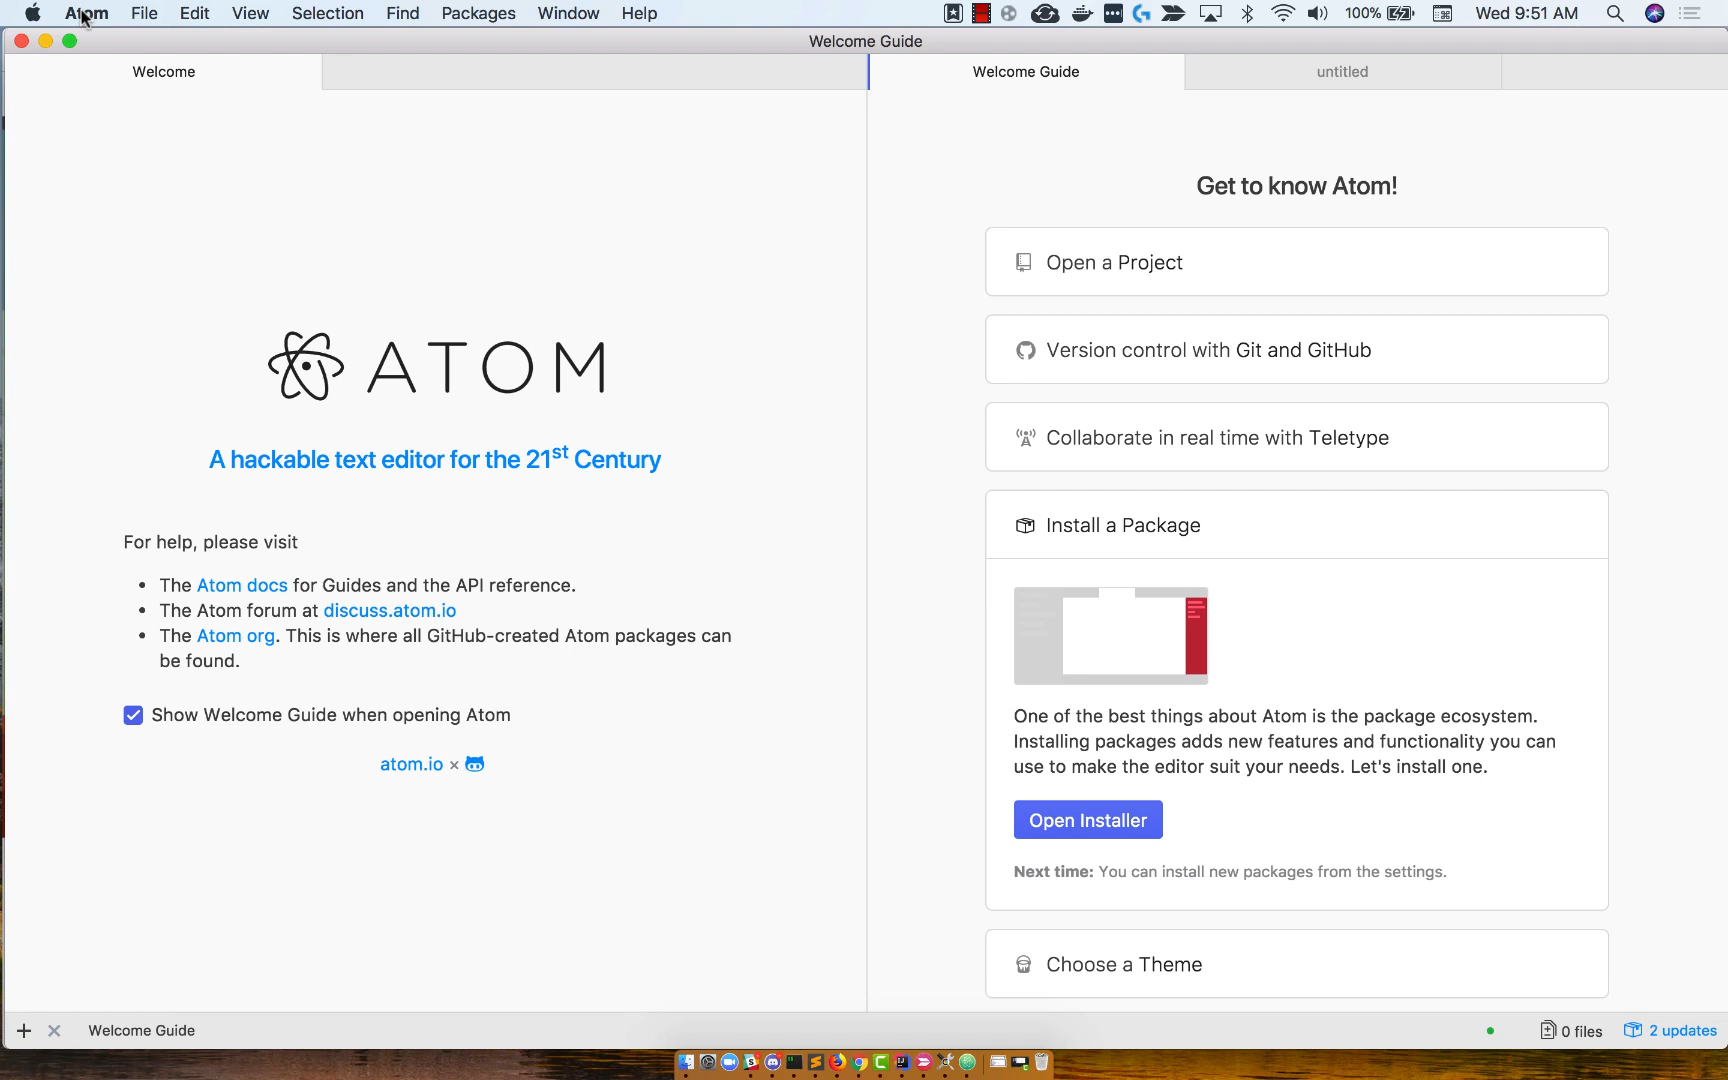 Atom File Edit View Selection Find Packages Window Help 100% Wed 9:51 AM
Welcome Guide
Welcome
Welcome Guide
untitled
ATOM
A hackable text editor for the 21st Century
For help, please visit
• The Atom docs for Guides and the API reference.
• The Atom forum at discuss.atom.io
• The Atom org. This is where all GitHub-created Atom packages can
be found.
Show Welcome Guide when opening Atom
atom.io ×
Get to know Atom!
Open a Project
Version control with Git and GitHub
Collaborate in real time with Teletype
Install a Package
One of the best things about Atom is the package ecosystem.
Installing packages adds new features and functionality you can
use to make the editor suit your needs. Let's install one.
Open Installer
Next time: You can install new packages from the settings.
Choose a Theme
Welcome Guide
0 files
2 updates